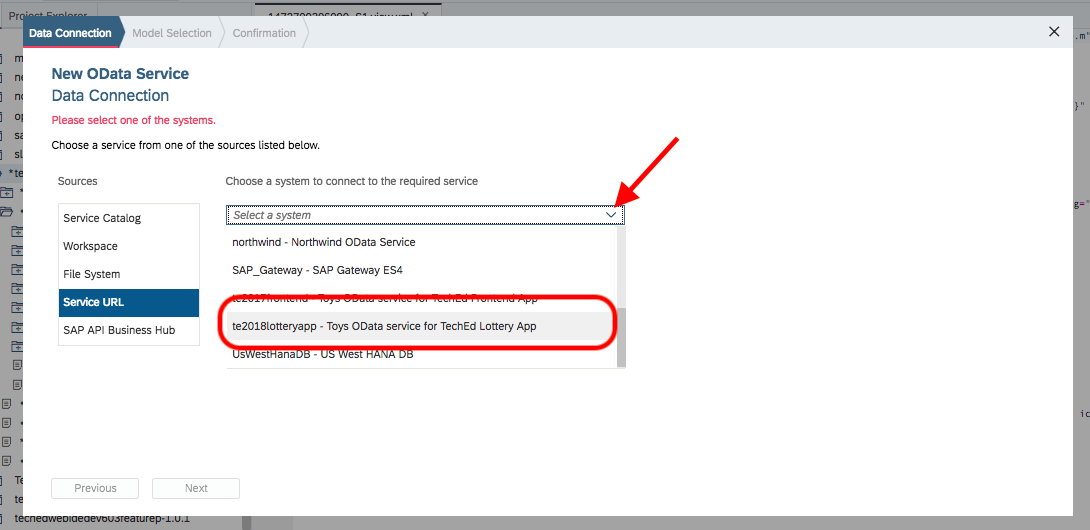 Project Explorer
Data Connection
Model Selection
Confirmation
New OData Service
Data Connection
Please select one of the systems.
Choose a service from one of the sources listed below.
Sources
Choose a system to connect to the required service
Service Catalog
Workspace
File System
Service URL
SAP API Business Hub
Select a system
northwind - Northwind OData Service
SAP_Gateway - SAP Gateway ES4
te2017frontend - Toys OData service for TechEd Frontend App
te2018lotteryapp - Toys OData service for TechEd Lottery App
UsWestHanaDB - US West HANA DB
Previous
Next
techedwebidedev603featurep-1.0.1